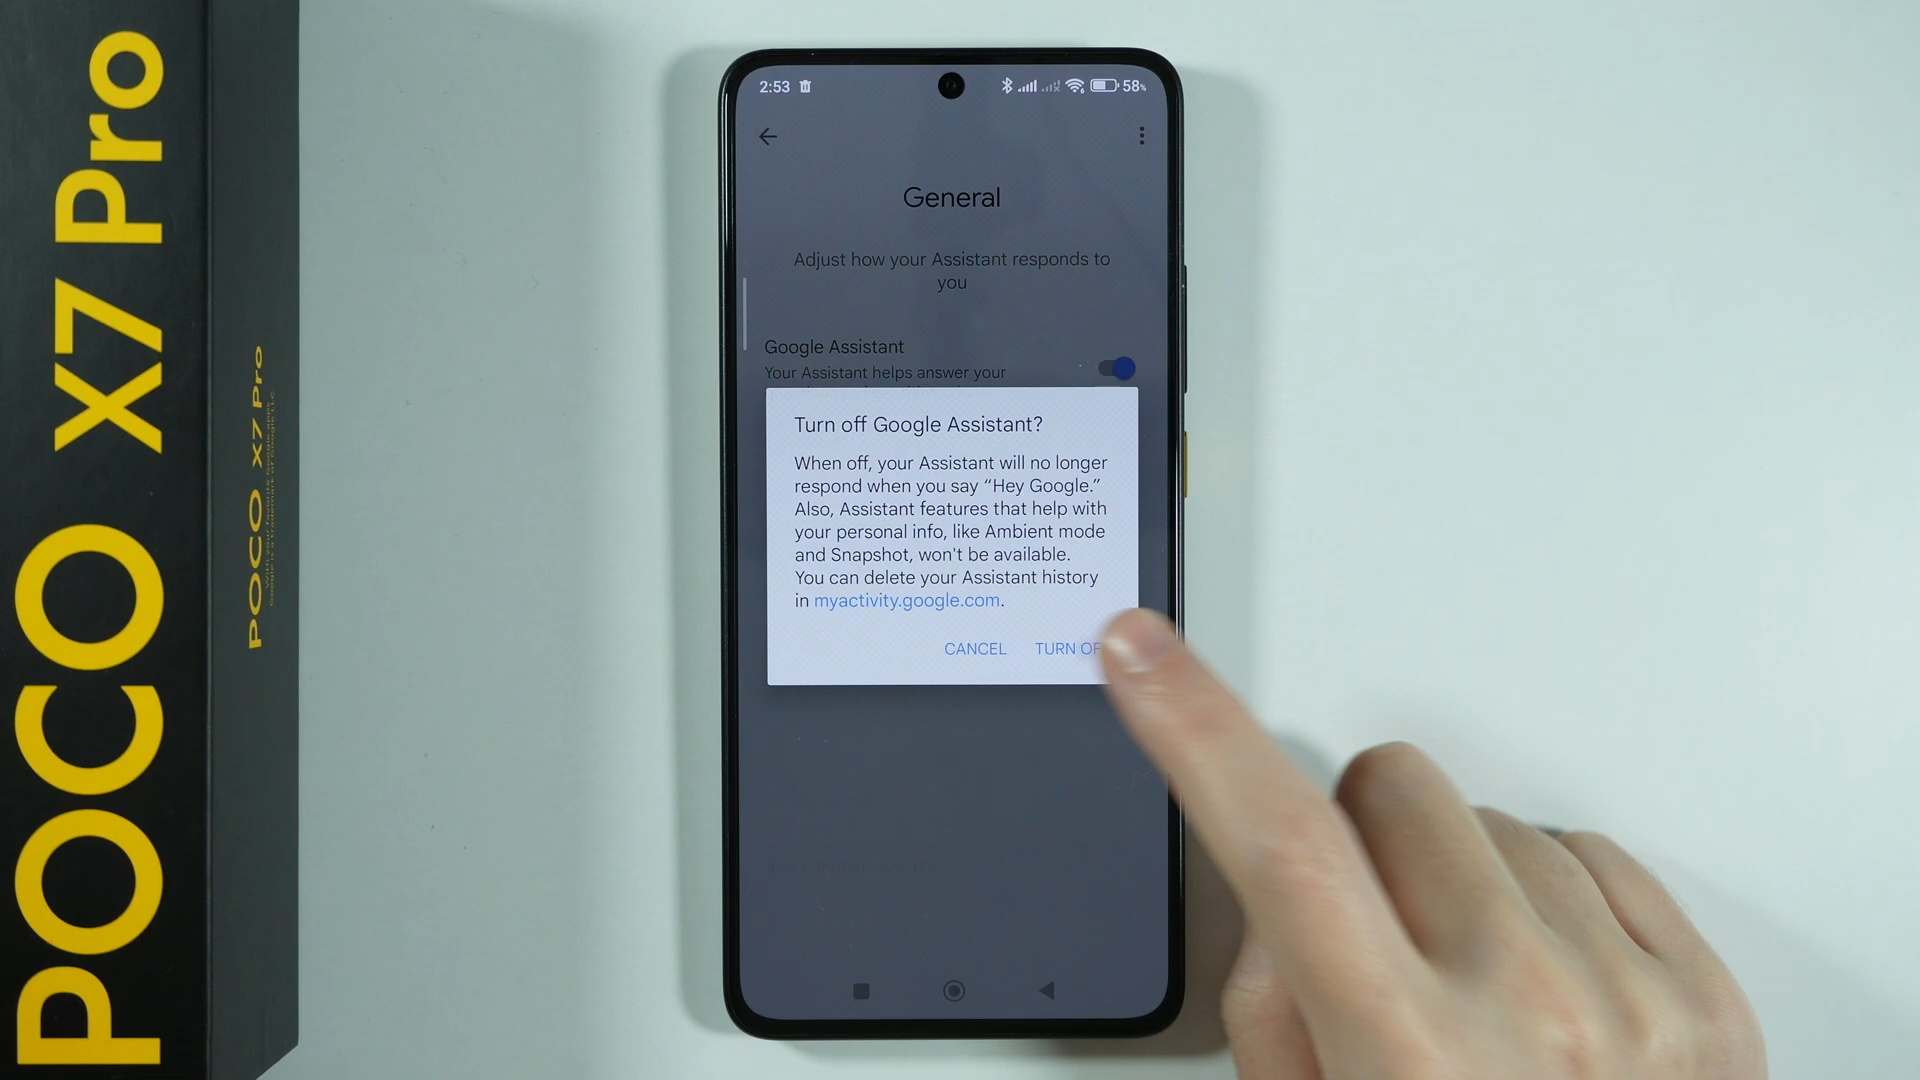 POCO X7 Pro
POCO X7 Pro
2:53
58%
General
Adjust how your Assistant responds to
you
Google Assistant
Your Assistant helps answer your
Turn off Google Assistant?
When off, your Assistant will no longer
respond when you say “Hey Google.”
Also, Assistant features that help with
your personal info, like Ambient mode
and Snapshot, won't be available.
You can delete your Assistant history
in myactivity.google.com.
CANCEL
TURN OF